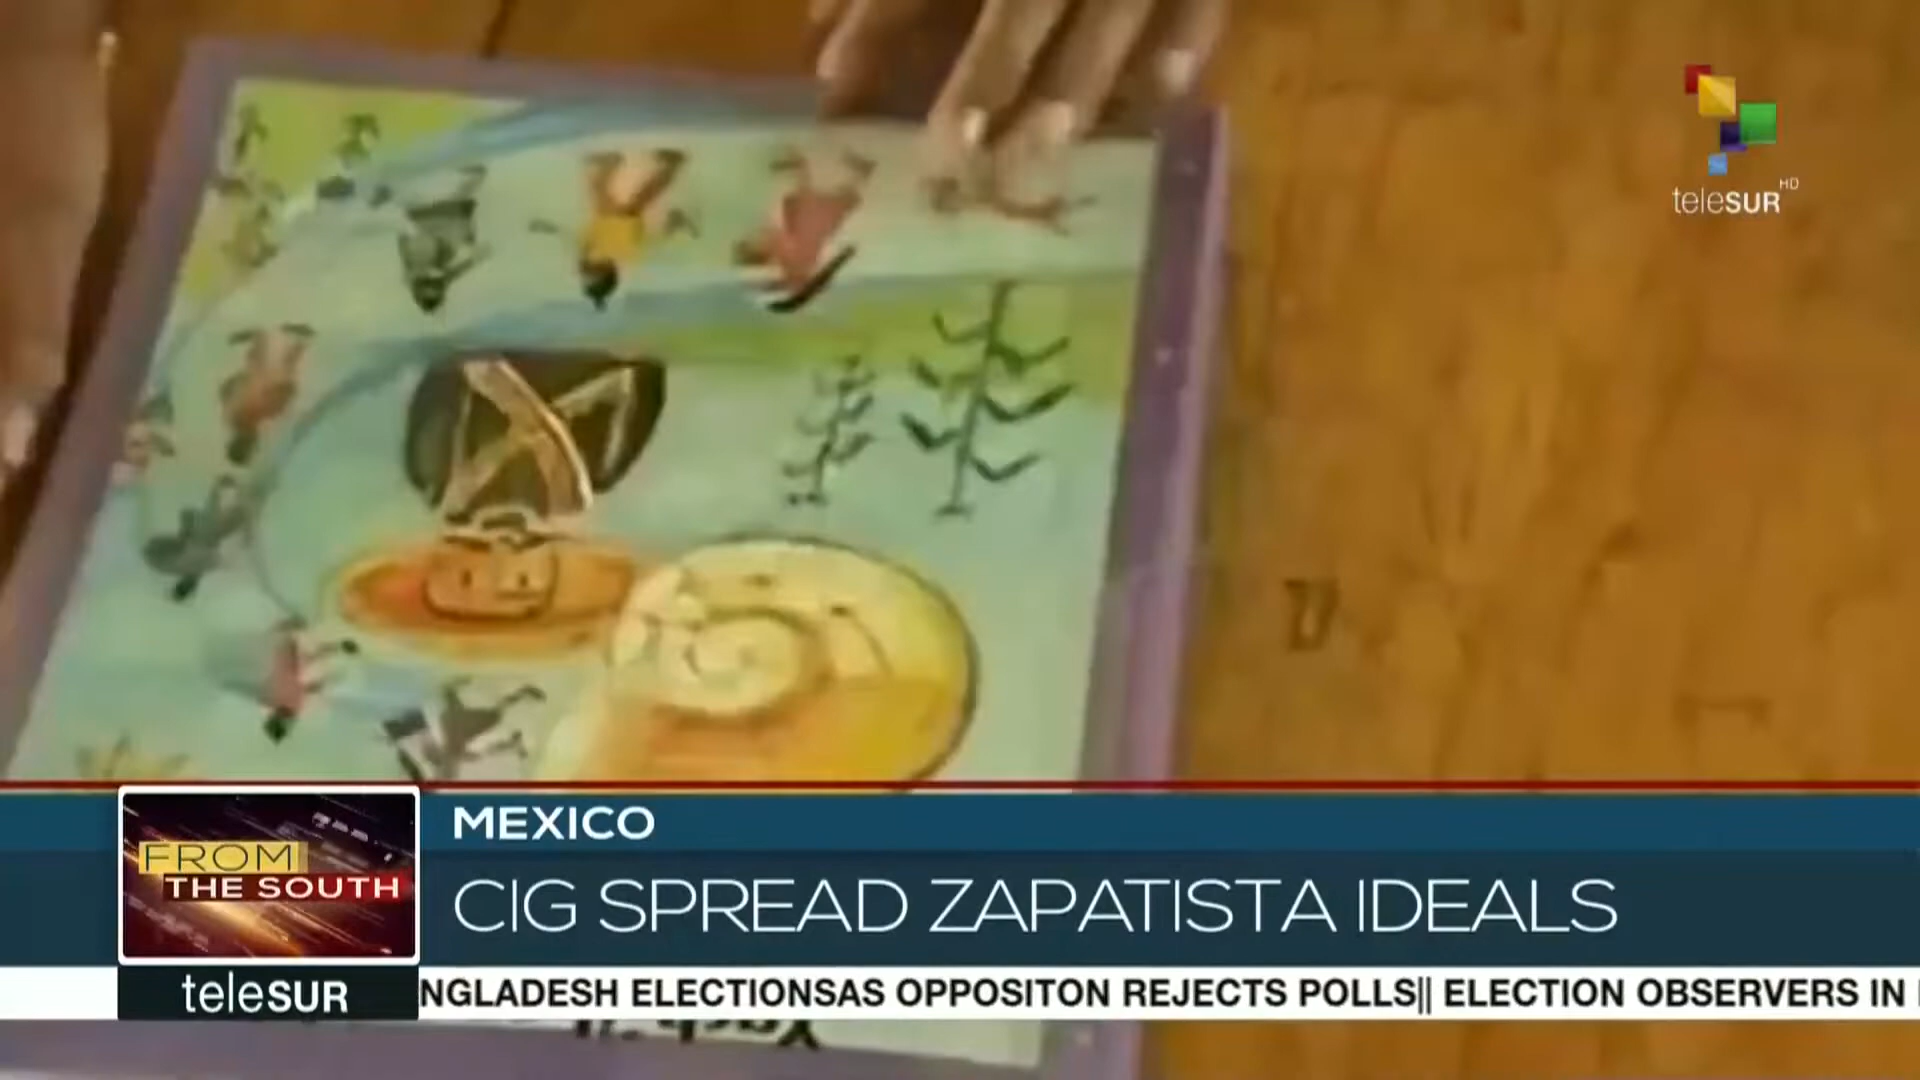 teleSUR HD
MEXICO
FROM
THE SOUTH
CIG SPREAD ZAPATISTA IDEALS
teleSUR
NGLADESH ELECTIONSAS OPPOSITON REJECTS POLLS|| ELECTION OBSERVERS IN